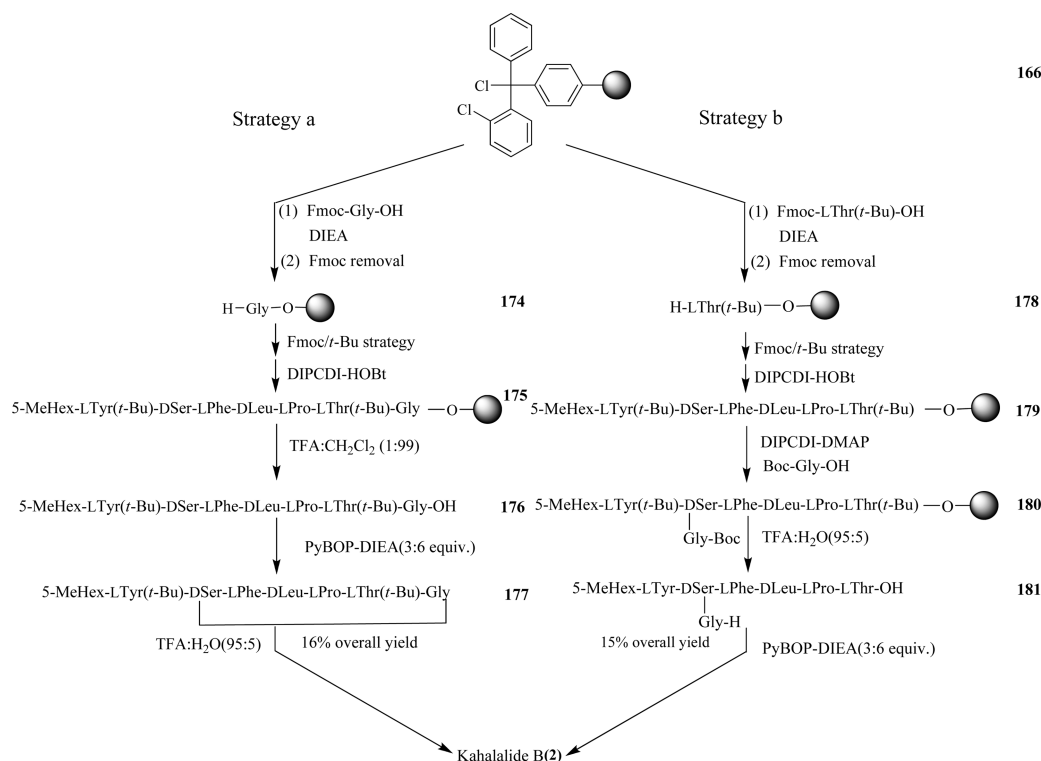 166
Cl
Cl
Strategy a
Strategy b
(1) Fmoc-Gly-OH
DIEA
(2) Fmoc removal
(1) Fmoc-LThr(t-Bu)-OH
DIEA
(2) Fmoc removal
H-Gly-O
174
H-LThr(t-Bu)-O
178
Fmoc/t-Bu strategy
DIPCDI-HOBt
Fmoc/t-Bu strategy
DIPCDI-HOBt
5-MeHex-LTyr(t-Bu)-DSer-LPhe-DLeu-LPro-LThr(t-Bu)-Gly-O
175
5-MeHex-LTyr(t-Bu)-DSer-LPhe-DLeu-LPro-LThr(t-Bu)-O
179
TFA:CH2Cl2 (1:99)
DIPCDI-DMAP
Boc-Gly-OH
5-MeHex-LTyr(t-Bu)-DSer-LPhe-DLeu-LPro-LThr(t-Bu)-Gly-OH
176
5-MeHex-LTyr(t-Bu)-DSer-LPhe-DLeu-LPro-LThr(t-Bu)-O
180
Gly-Boc
PyBOP-DIEA(3:6 equiv.)
TFA:H2O(95:5)
5-MeHex-LTyr(t-Bu)-DSer-LPhe-DLeu-LPro-LThr(t-Bu)-Gly
177
5-MeHex-LTyr-DSer-LPhe-DLeu-LPro-LThr-OH
181
Gly-H
TFA:H2O(95:5)
16% overall yield
15% overall yield
PyBOP-DIEA(3:6 equiv.)
Kahalalide B(2)